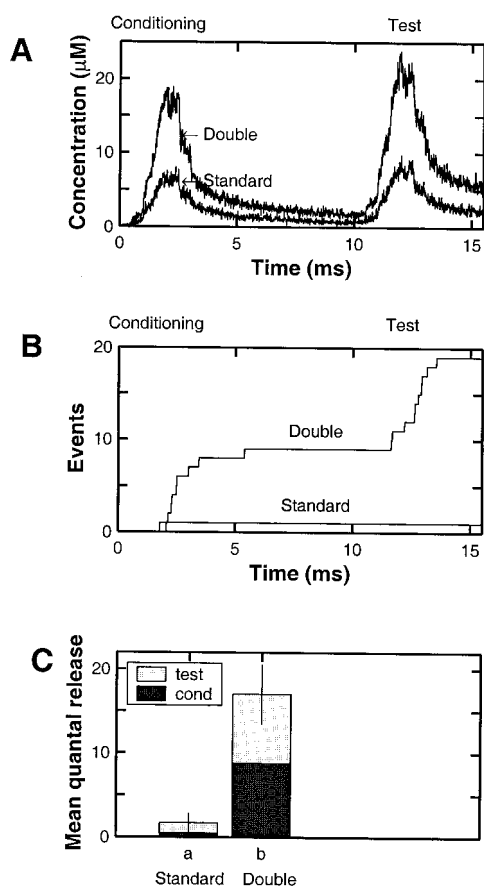 Conditioning Test
A
Concentration (μM)
20
10
0
Double
Standard
0 5 10 15
Time (ms)
Conditioning Test
B
Events
20
10
0
Double
Standard
0 5 10 15
Time (ms)
C
Mean quantal release
20
10
0
test
cond
a b
Standard Double